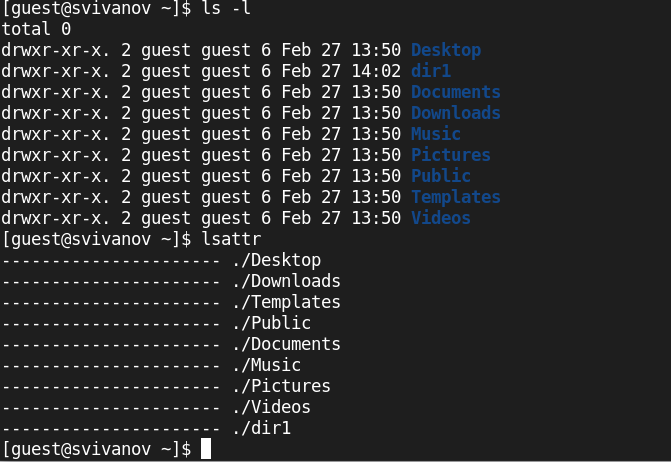 [guest@svivanov ~]$ ls -l
total 0
drwxr-xr-x. 2 guest guest 6 Feb 27 13:50 Desktop
drwxr-xr-x. 2 guest guest 6 Feb 27 14:02 dir1
drwxr-xr-x. 2 guest guest 6 Feb 27 13:50 Documents
drwxr-xr-x. 2 guest guest 6 Feb 27 13:50 Downloads
drwxr-xr-x. 2 guest guest 6 Feb 27 13:50 Music
drwxr-xr-x. 2 guest guest 6 Feb 27 13:50 Pictures
drwxr-xr-x. 2 guest guest 6 Feb 27 13:50 Public
drwxr-xr-x. 2 guest guest 6 Feb 27 13:50 Templates
drwxr-xr-x. 2 guest guest 6 Feb 27 13:50 Videos
[guest@svivanov ~]$ lsattr
---------------------- ./Desktop
---------------------- ./Downloads
---------------------- ./Templates
---------------------- ./Public
---------------------- ./Documents
---------------------- ./Music
---------------------- ./Pictures
---------------------- ./Videos
---------------------- ./dir1
[guest@svivanov ~]$